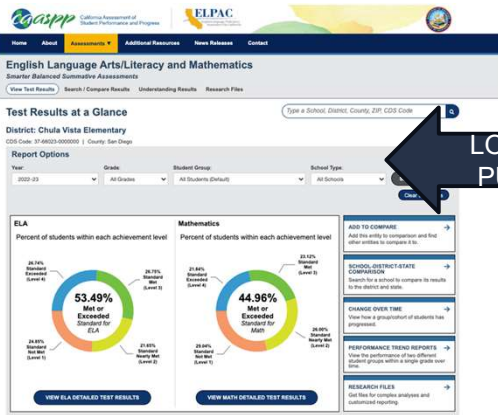 caaspp California Assessment of
Student Performance and Progress
ELPAC
Home About Assessments ▼ Additional Resources News Releases Contact
English Language Arts/Literacy and Mathematics
Smarter Balanced Summative Assessments
View Test Results Search / Compare Results Understanding Results Research Files
Test Results at a Glance
Type a School, District, County, ZIP, CDS Code
District: Chula Vista Elementary
CDS Code: 37-68023-0000000 | County: San Diego
Report Options
Year: Grade: Student Group: School Type:
2022–23 All Grades All Students (Default) All Schools
Clear
LO
P
ELA
Percent of students within each achievement level
26.74%
Standard
Exceeded
(Level 4)
26.75%
Standard
Met
(Level 3)
53.49%
Met or
Exceeded
Standard for
ELA
24.85%
Standard
Not Met
(Level 1)
21.65%
Standard
Nearly Met
(Level 2)
VIEW ELA DETAILED TEST RESULTS
Mathematics
Percent of students within each achievement level
21.84%
Standard
Exceeded
(Level 4)
23.12%
Standard
Met
(Level 3)
44.96%
Met or
Exceeded
Standard for
Math
29.04%
Standard
Not Met
(Level 1)
26.00%
Standard
Nearly Met
(Level 2)
VIEW MATH DETAILED TEST RESULTS
ADD TO COMPARE
Add this entity to comparison and find
other entities to compare it to.
SCHOOL-DISTRICT-STATE
COMPARISON
Search for a school to compare its results
to the district and state.
CHANGE OVER TIME
View how a group/cohort of students has
progressed.
PERFORMANCE TREND REPORTS
View the performance of two different
student groups within a single grade over
time.
RESEARCH FILES
Get files for complex analyses and
customized reporting.